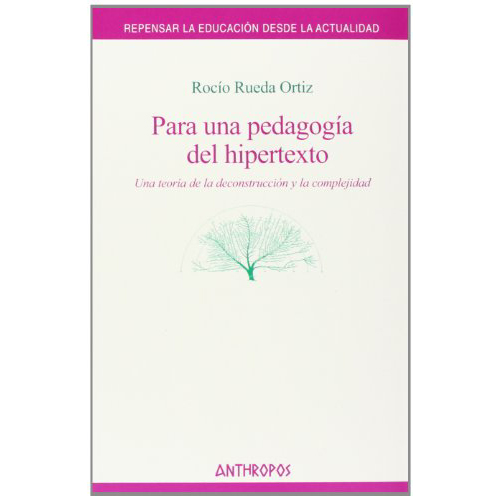 REPENSAR LA EDUCACIÓN DESDE LA ACTUALIDAD
Rocío Rueda Ortiz
Para una pedagogía
del hipertexto
Una teoría de la deconstrucción y la complejidad
ANTHROPOS